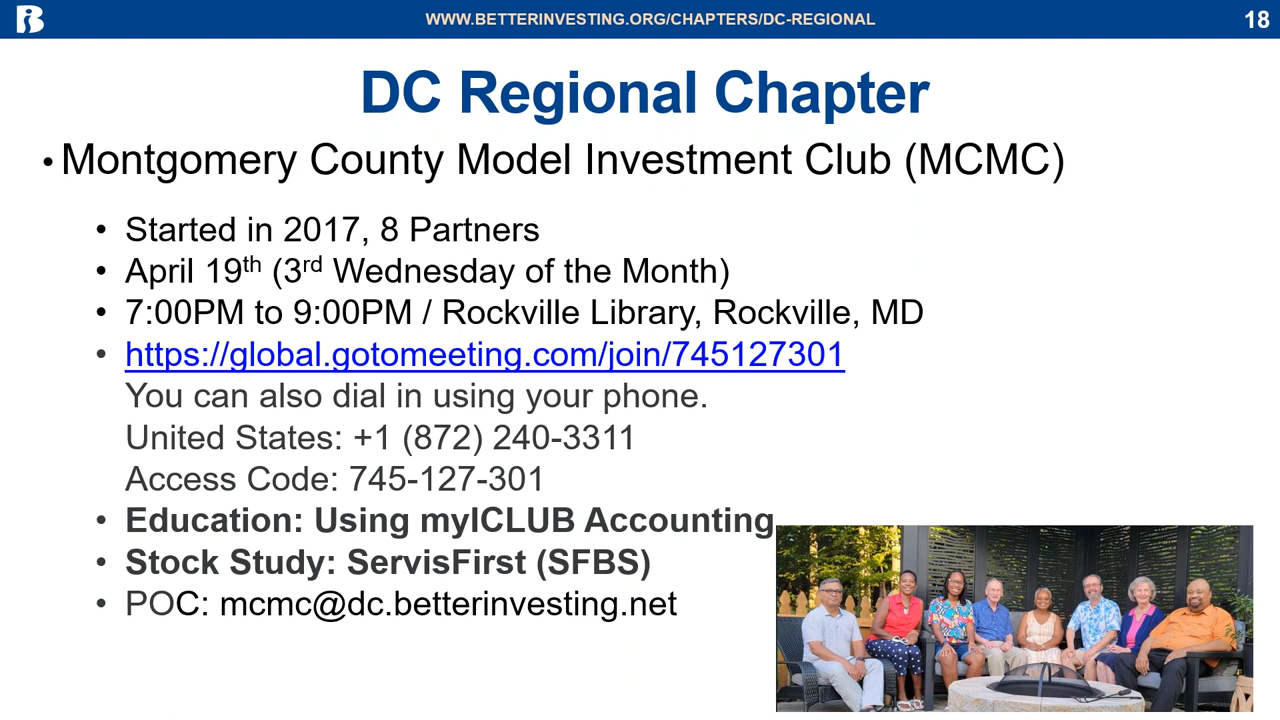 WWW.BETTERINVESTING.ORG/CHAPTERS/DC-REGIONAL
18
DC Regional Chapter
• Montgomery County Model Investment Club (MCMC)
• Started in 2017, 8 Partners
• April 19th (3rd Wednesday of the Month)
• 7:00PM to 9:00PM / Rockville Library, Rockville, MD
• https://global.gotomeeting.com/join/745127301
You can also dial in using your phone.
United States: +1 (872) 240-3311
Access Code: 745-127-301
• Education: Using myICLUB Accounting
• Stock Study: ServisFirst (SFBS)
• POC: mcmc@dc.betterinvesting.net